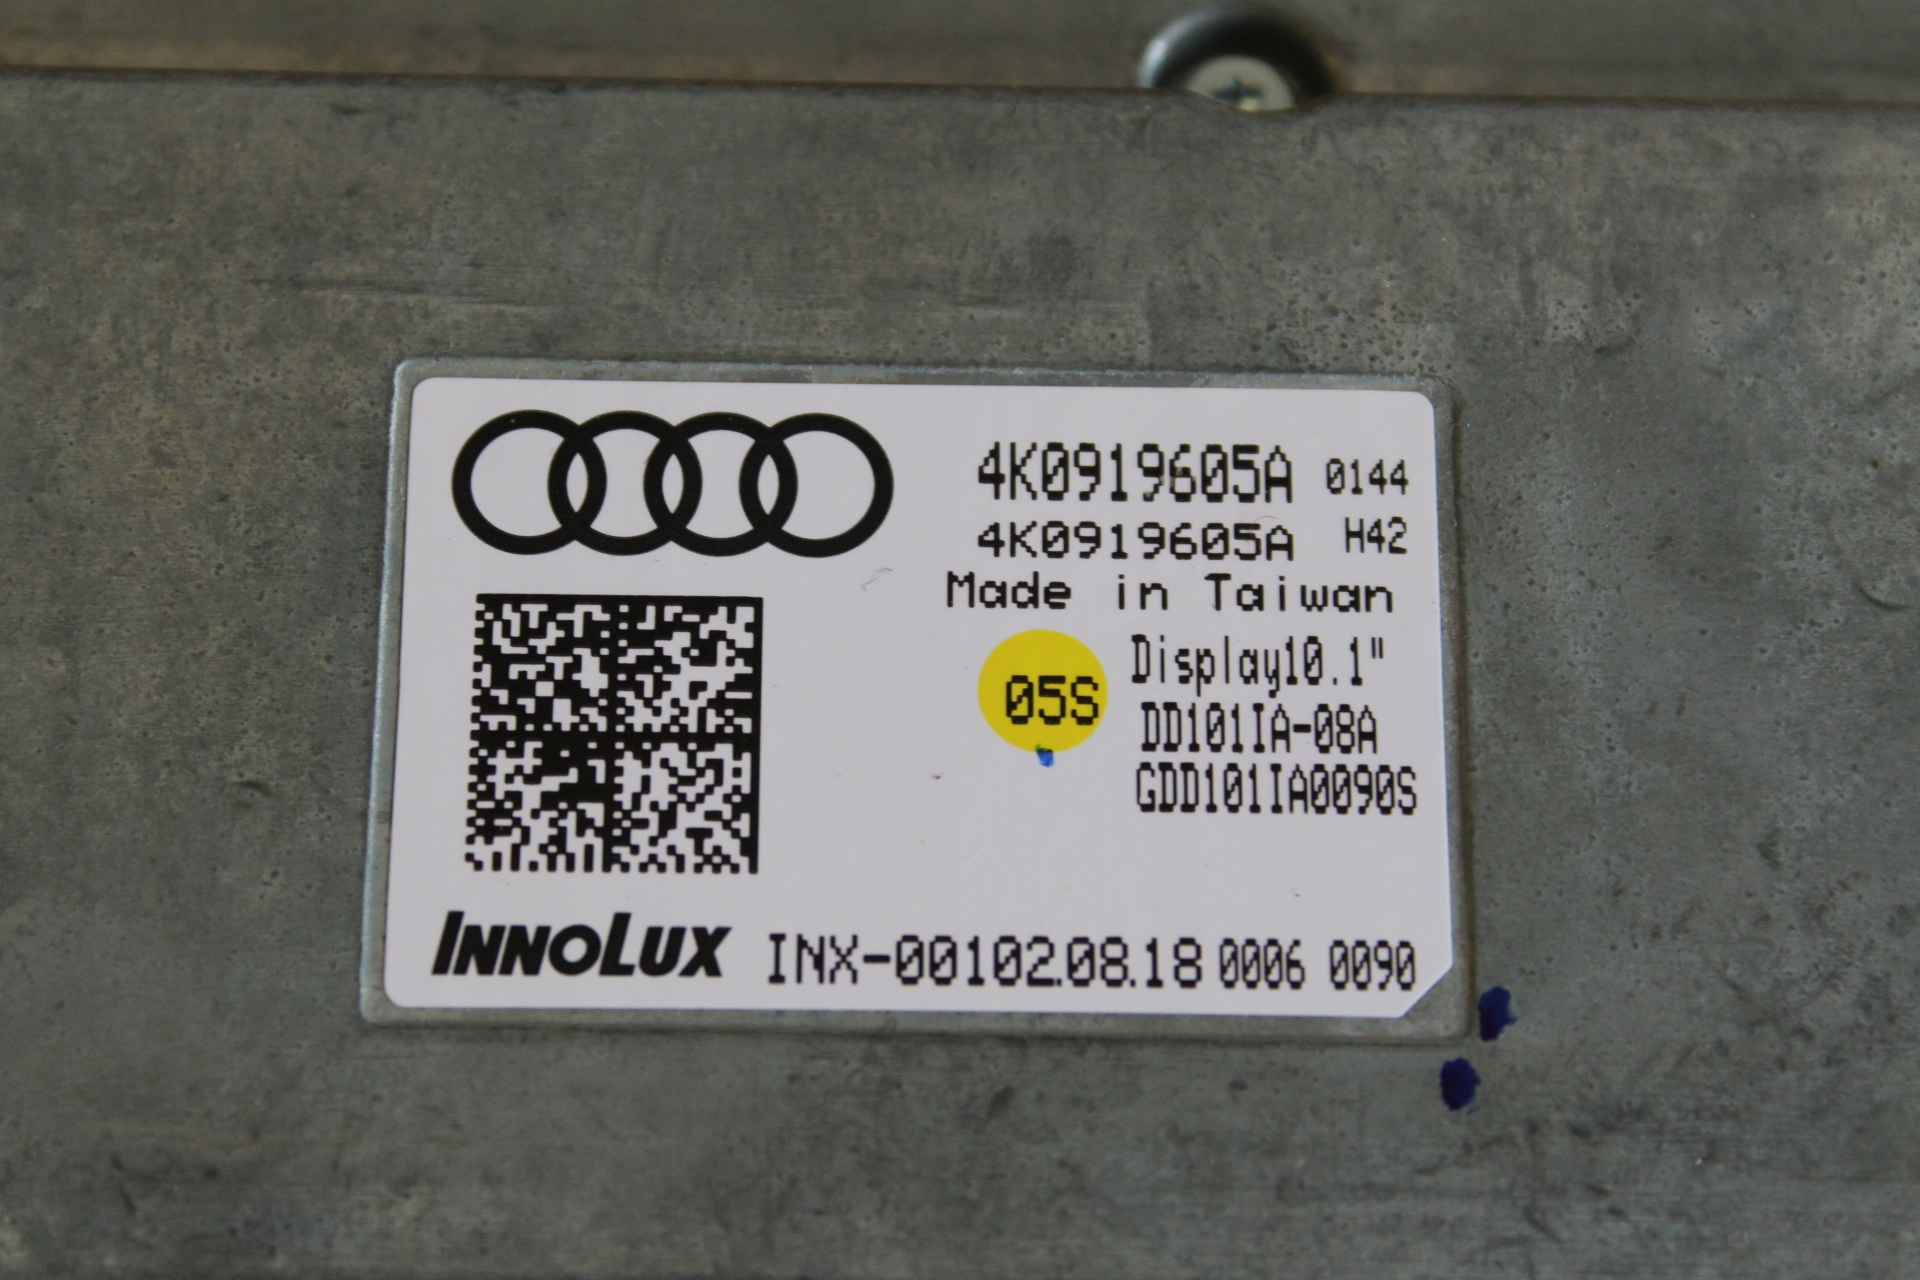 4K0919605A 0144
4K0919605A H42
Made in Taiwan
05S
Display10.1"
DD101IA-08A
GDD101IA0090S
INNOLUX INX-00102.08.18 0006 0090